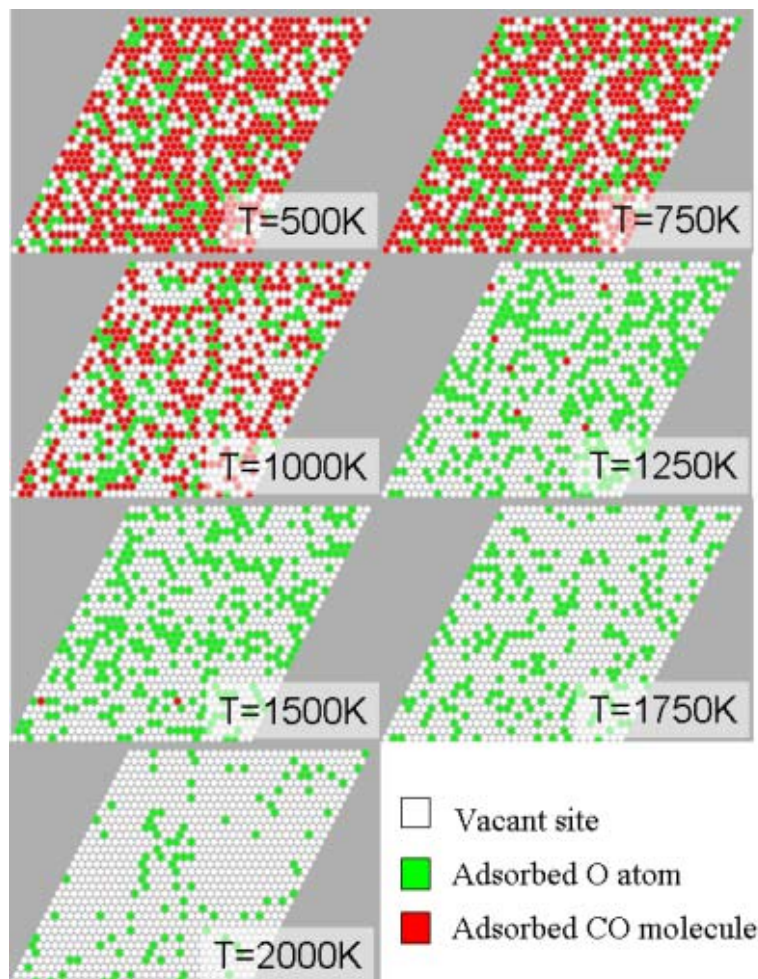 T=500K
T=750K
T=1000K
T=1250K
T=1500K
T=1750K
T=2000K
Vacant site
Adsorbed O atom
Adsorbed CO molecule